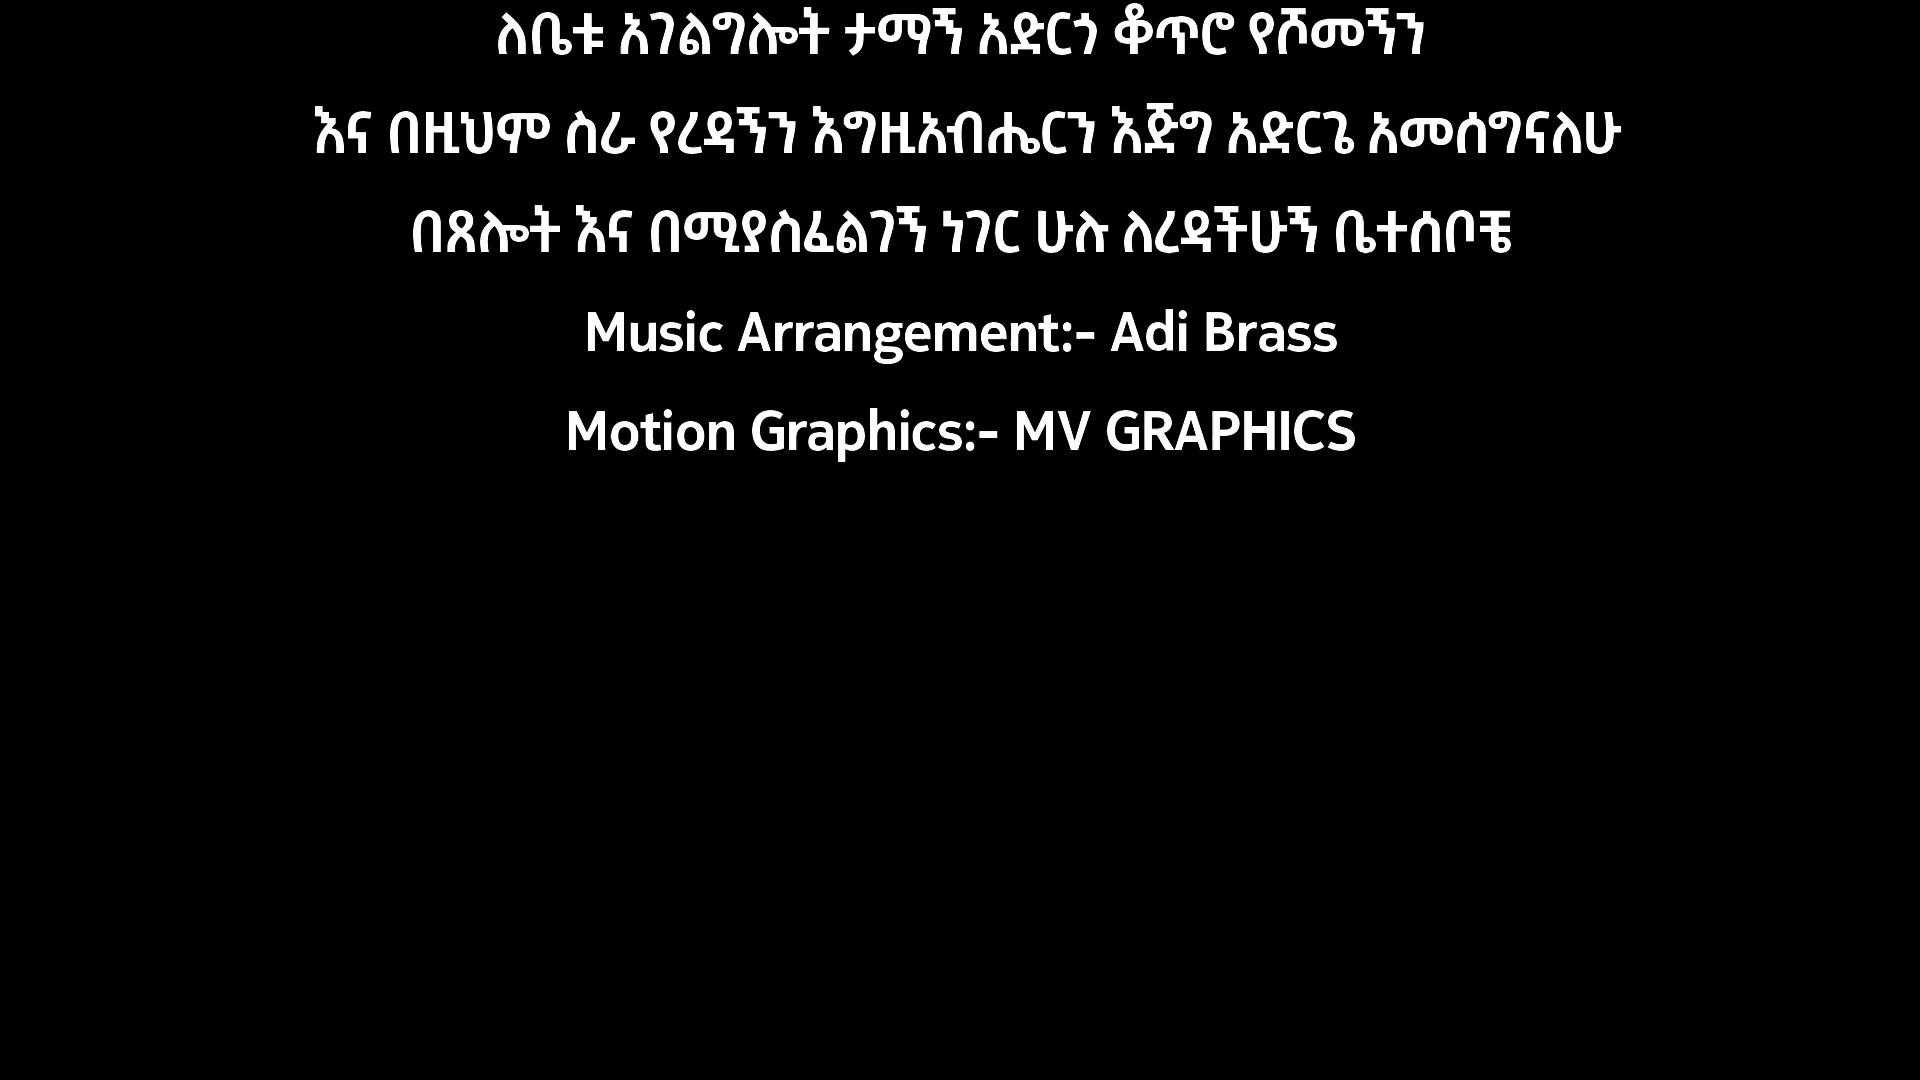 ለቤቱ አገልግሎት ታማኝ አድርጎ ቆጥሮ የሾመኝን
እና በዚህም ስራ የረዳኝን እግዚአብሔርን እጅግ አድርጌ አመሰግናለሁ
በጸሎት እና በሚያስፈልገኝ ነገር ሁሉ ለረዳችሁኝ ቤተሰቦቼ
Music Arrangement:- Adi Brass
Motion Graphics:- MV GRAPHICS